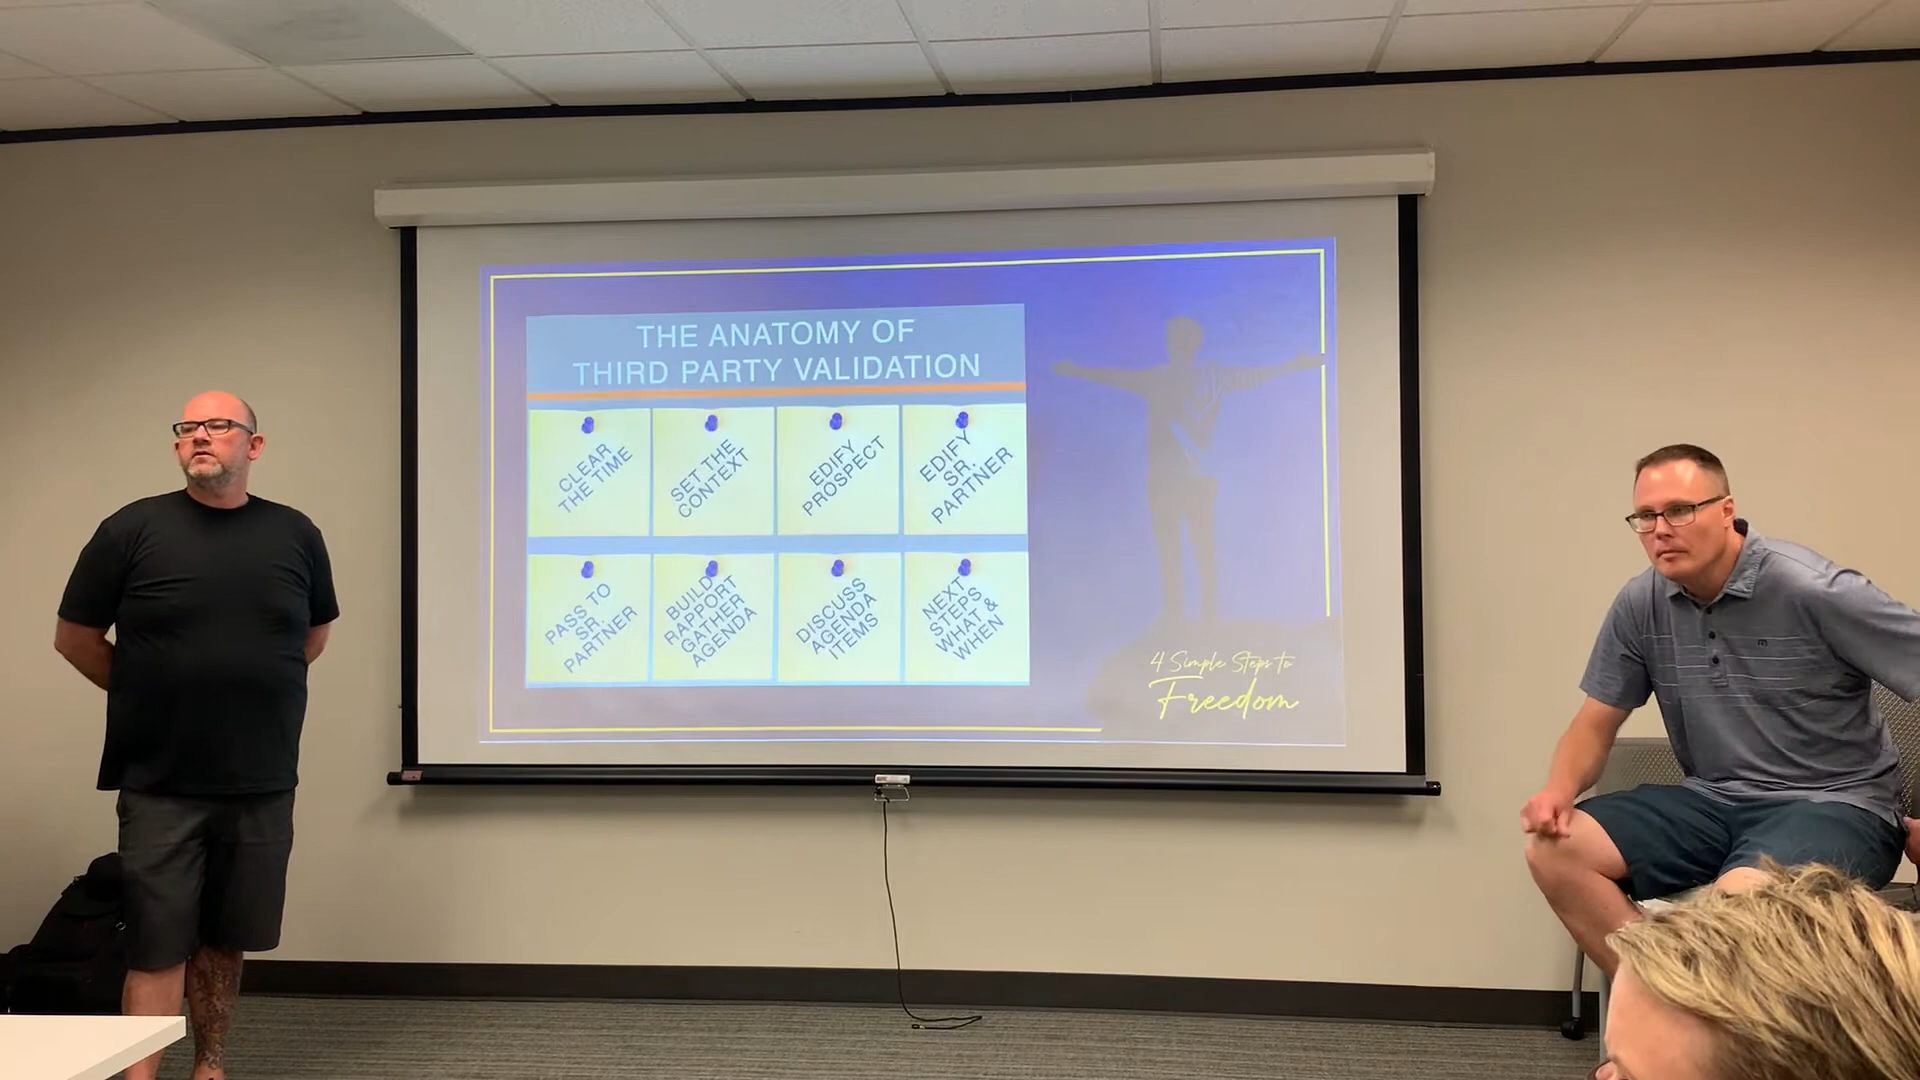 THE ANATOMY OF
THIRD PARTY VALIDATION
CLEAR
THE TIME
SET THE
CONTEXT
EDIFY
PROSPECT
EDIFY
SR.
PARTNER
PASS TO
SR.
PARTNER
BUILD
RAPPORT
GATHER
AGENDA
DISCUSS
AGENDA
ITEMS
NEXT
STEPS
WHAT &
WHEN
4 Simple Steps to
Freedom